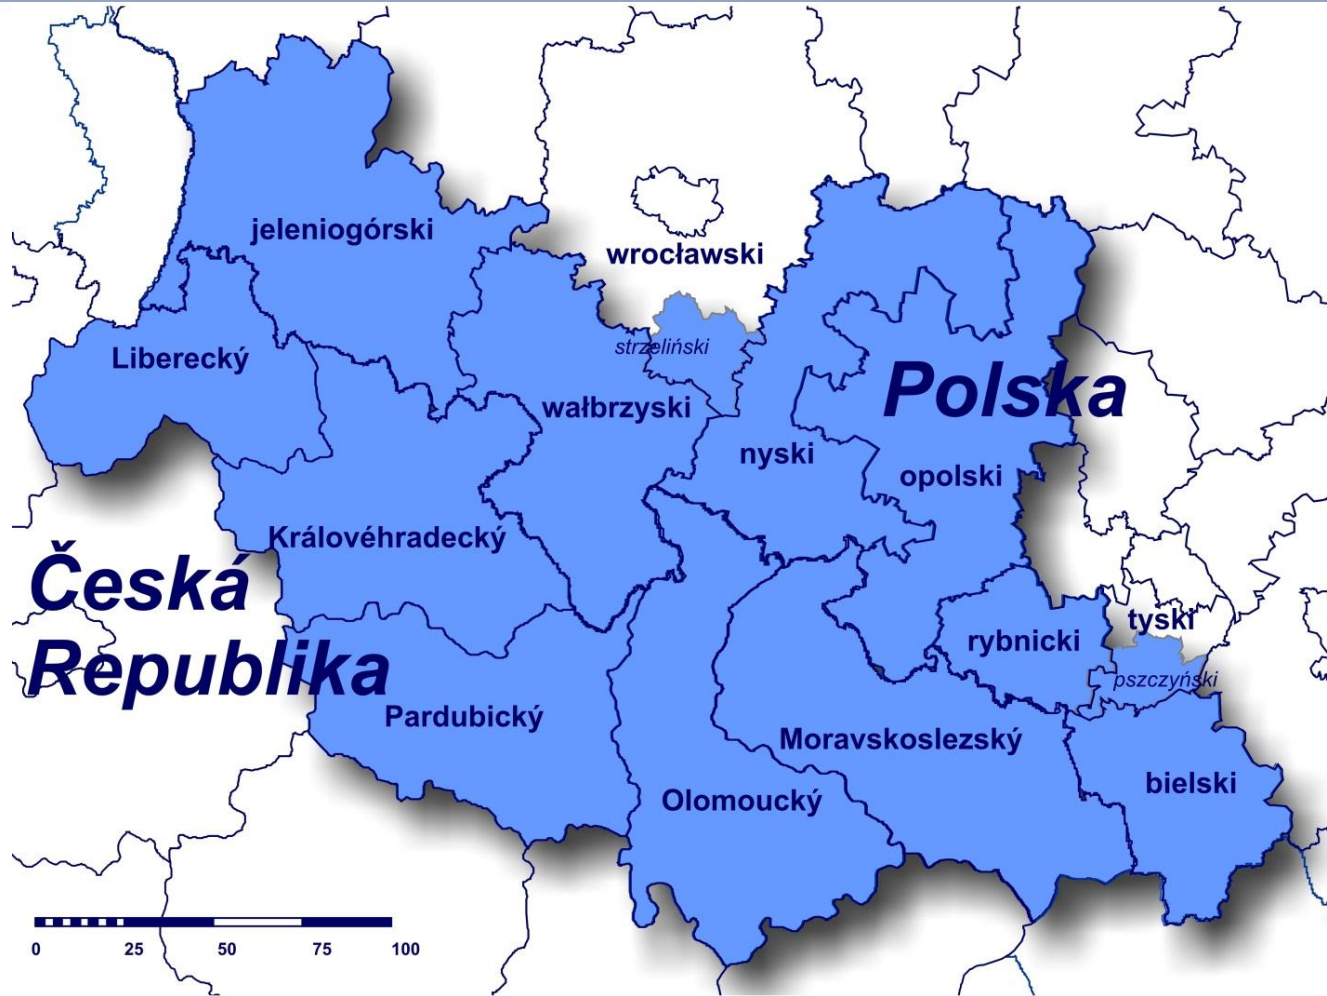 jeleniogórski
wrocławski
strzeliński
Liberecký
wałbrzyski
Polska
nyski
opolski
Královéhradecký
Česká
Republika
tyski
rybnicki
pszczyński
Pardubický
Moravskoslezský
bielski
Olomoucký
0 25 50 75 100